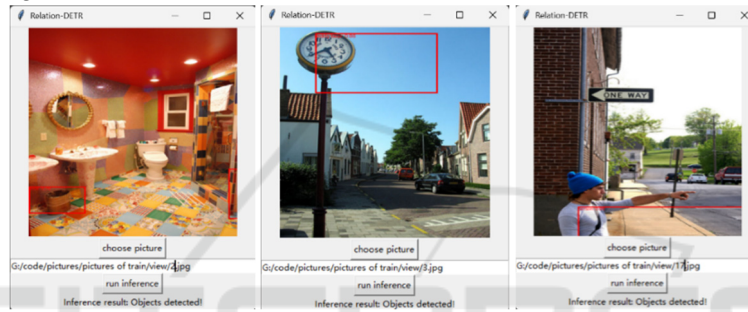 Relation-DETR
choose picture
G:/code/pictures/pictures of train/view/2.jpg
run inference
Inference result: Objects detected!
Relation-DETR
choose picture
G:/code/pictures/pictures of train/view/3.jpg
run inference
Inference result: Objects detected!
Relation-DETR
ONE WAY
choose picture
G:/code/pictures/pictures of train/view/17.jpg
run inference
Inference result: Objects detected!